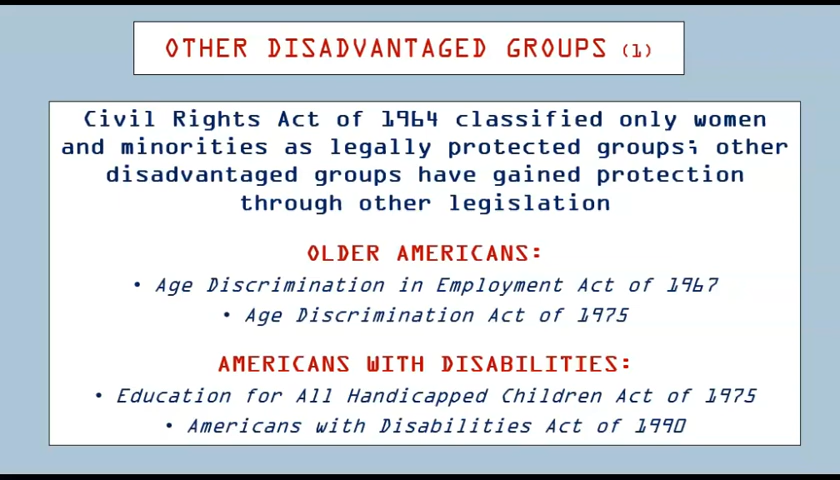 OTHER DISADVANTAGED GROUPS (1)
Civil Rights Act of 1964 classified only women
and minorities as legally protected groups; other
disadvantaged groups have gained protection
through other legislation
OLDER AMERICANS:
• Age Discrimination in Employment Act of 1967
• Age Discrimination Act of 1975
AMERICANS WITH DISABILITIES:
• Education for All Handicapped Children Act of 1975
• Americans with Disabilities Act of 1990